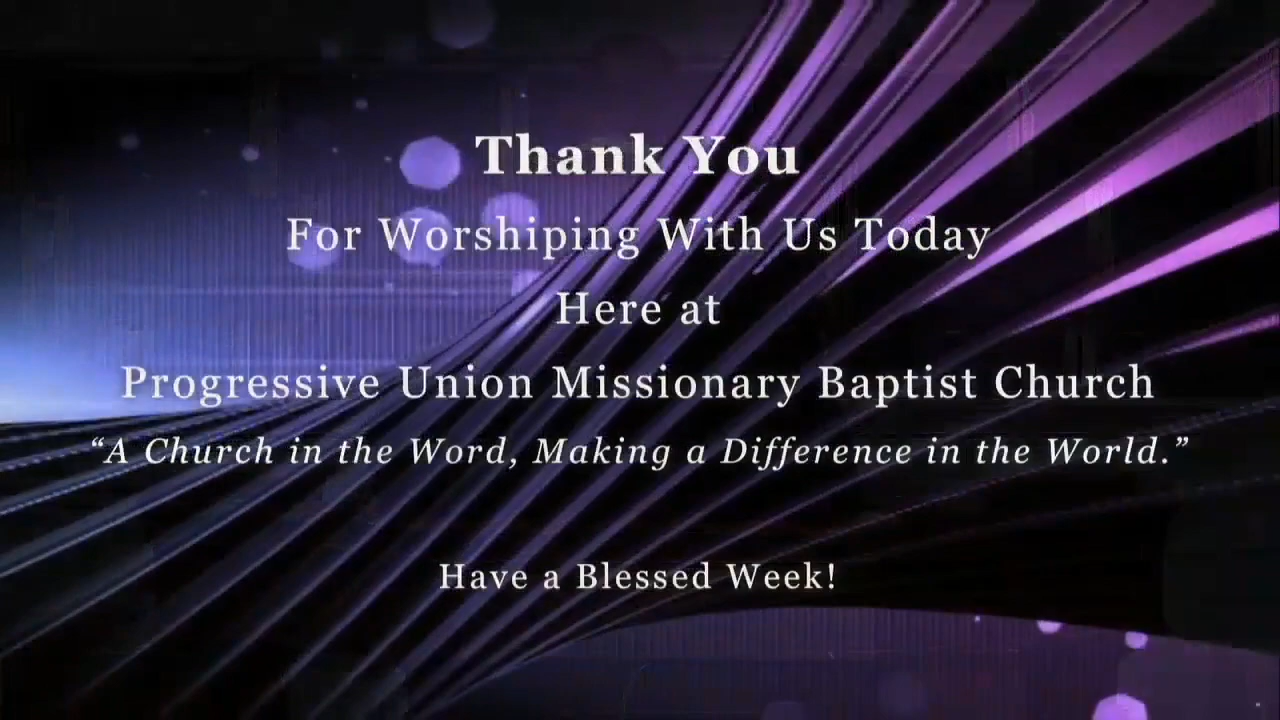 Thank You
For Worshiping With Us Today
Here at
Progressive Union Missionary Baptist Church
“A Church in the Word, Making a Difference in the World.”
Have a Blessed Week!